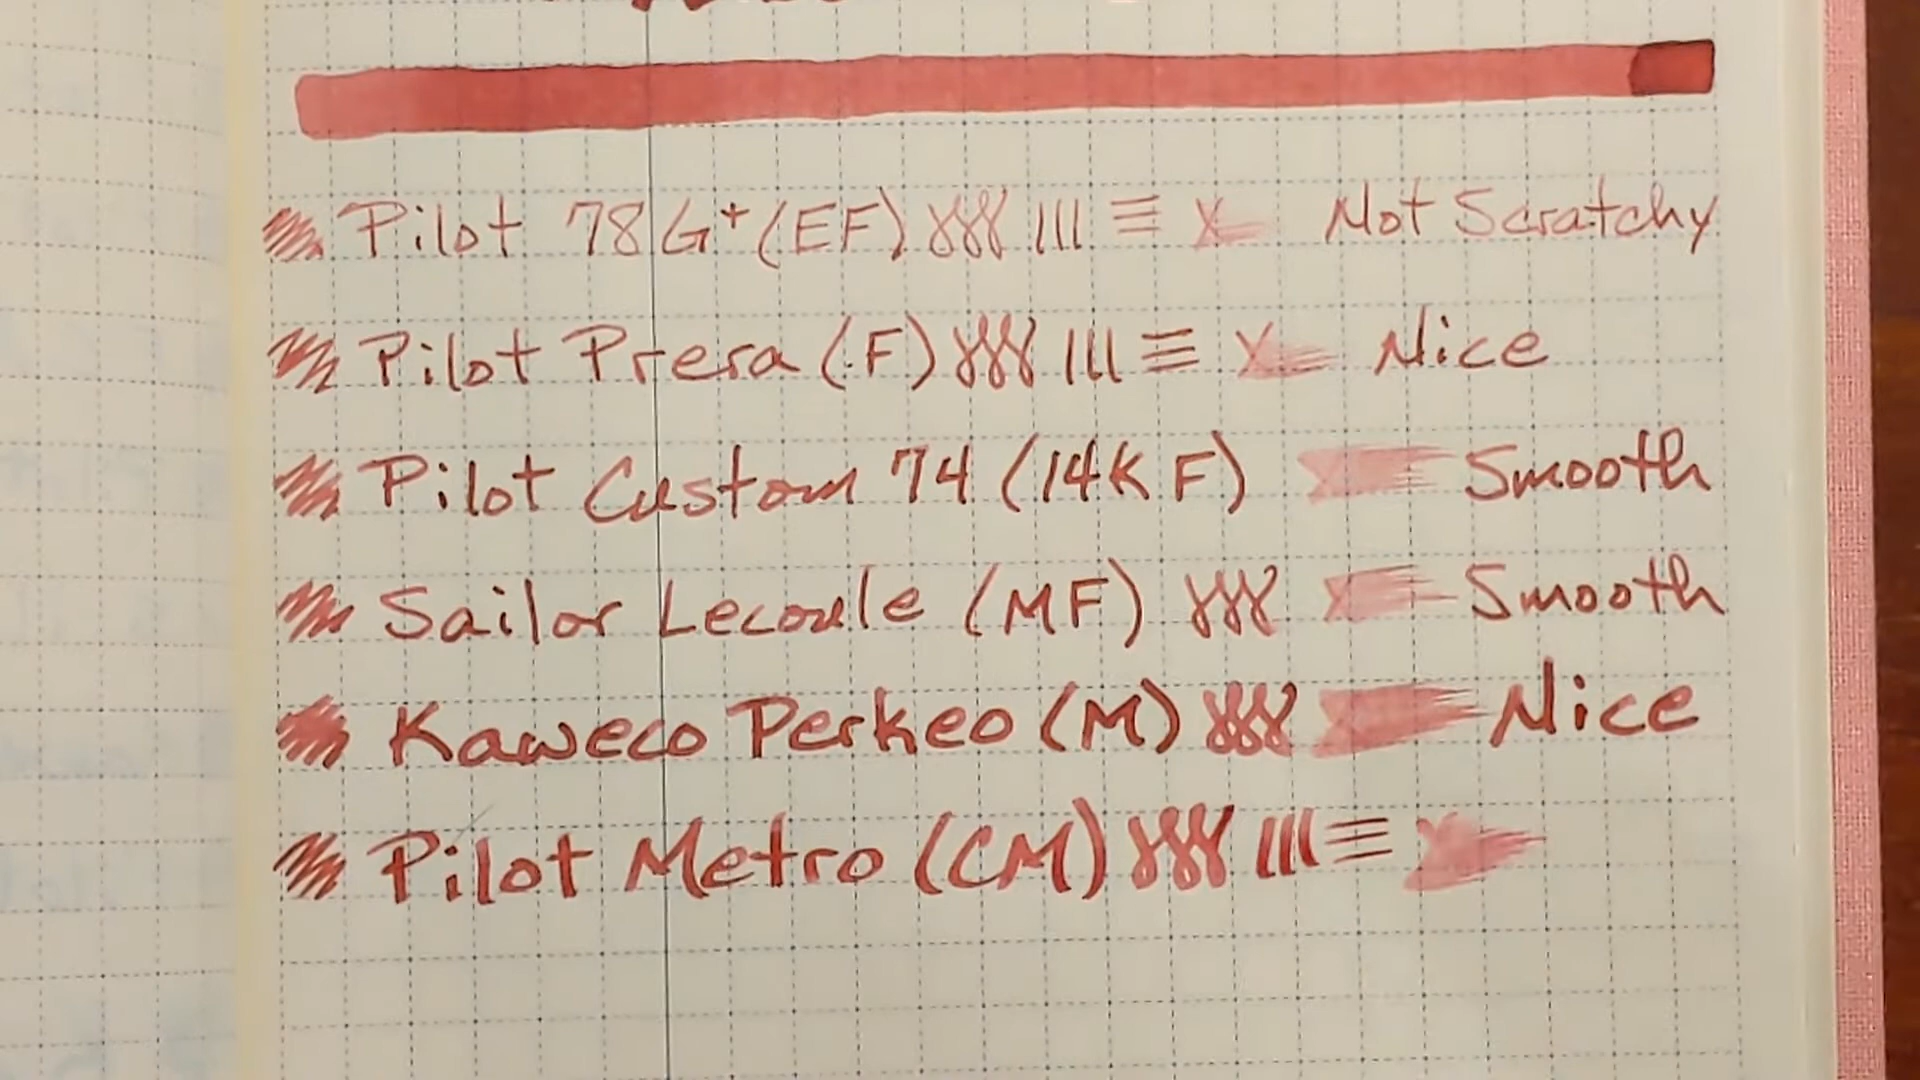 Pilot 78G+ (EF) Not Scratchy
Pilot Prera (F) Nice
Pilot Custom 74 (14K F) Smooth
Sailor Lecoule (MF) Smooth
Kaweco Perkeo (M) Nice
Pilot Metro (CM)